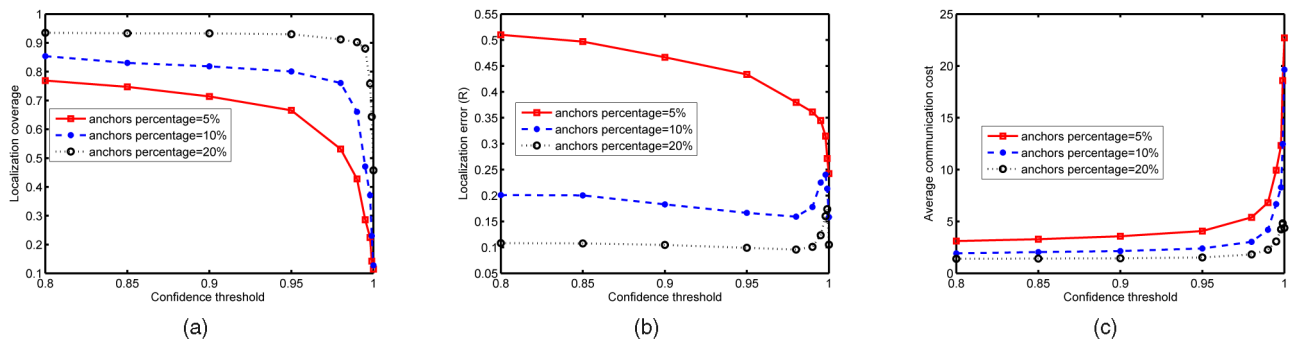 1
0.9
0.8
0.7
0.6
0.5
0.4
0.3
0.2
0.1
Localization coverage
anchors percentage=5%
anchors percentage=10%
anchors percentage=20%
0.8
0.85
0.9
0.95
1
Confidence threshold
(a)
0.55
0.5
0.45
0.4
0.35
0.3
0.25
0.2
0.15
0.1
0.05
Localization error (R)
anchors percentage=5%
anchors percentage=10%
anchors percentage=20%
0.8
0.85
0.9
0.95
1
Confidence threshold
(b)
25
20
15
10
5
0
Average communication cost
anchors percentage=5%
anchors percentage=10%
anchors percentage=20%
0.8
0.85
0.9
0.95
1
Confidence threshold
(c)